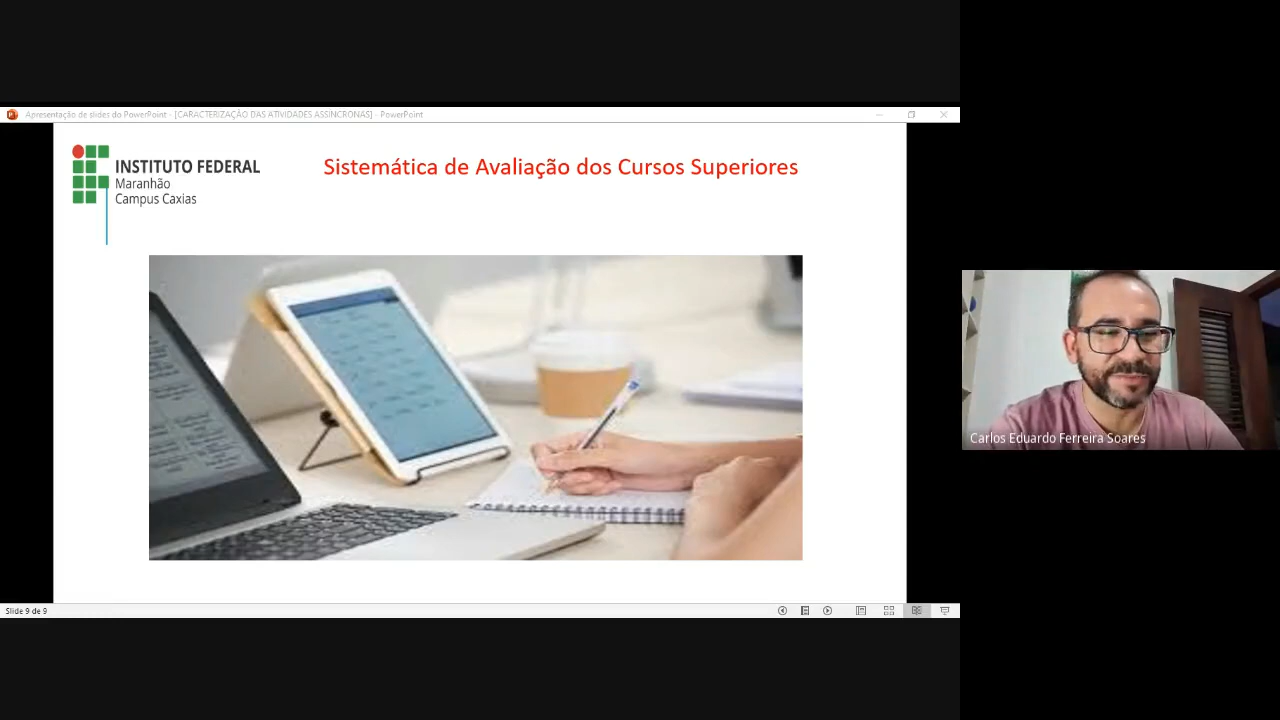 Apresentação de slides do PowerPoint - [CARACTERIZAÇÃO DAS ATIVIDADES ASSINCRONAS] - PowerPoint
INSTITUTO FEDERAL
Maranhão
Campus Caxias
Sistemática de Avaliação dos Cursos Superiores
Carlos Eduardo Ferreira Soares
Slide 9 de 9